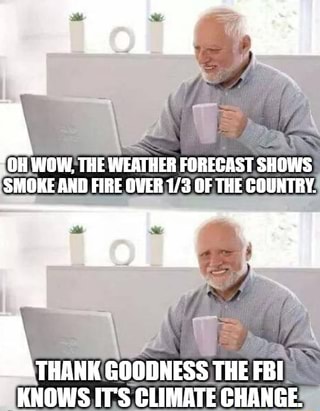 OH WOW, THE WEATHER FORECAST SHOWS
SMOKE AND FIRE OVER 1/3 OF THE COUNTRY.
THANK GOODNESS THE FBI
KNOWS IT'S CLIMATE CHANGE.